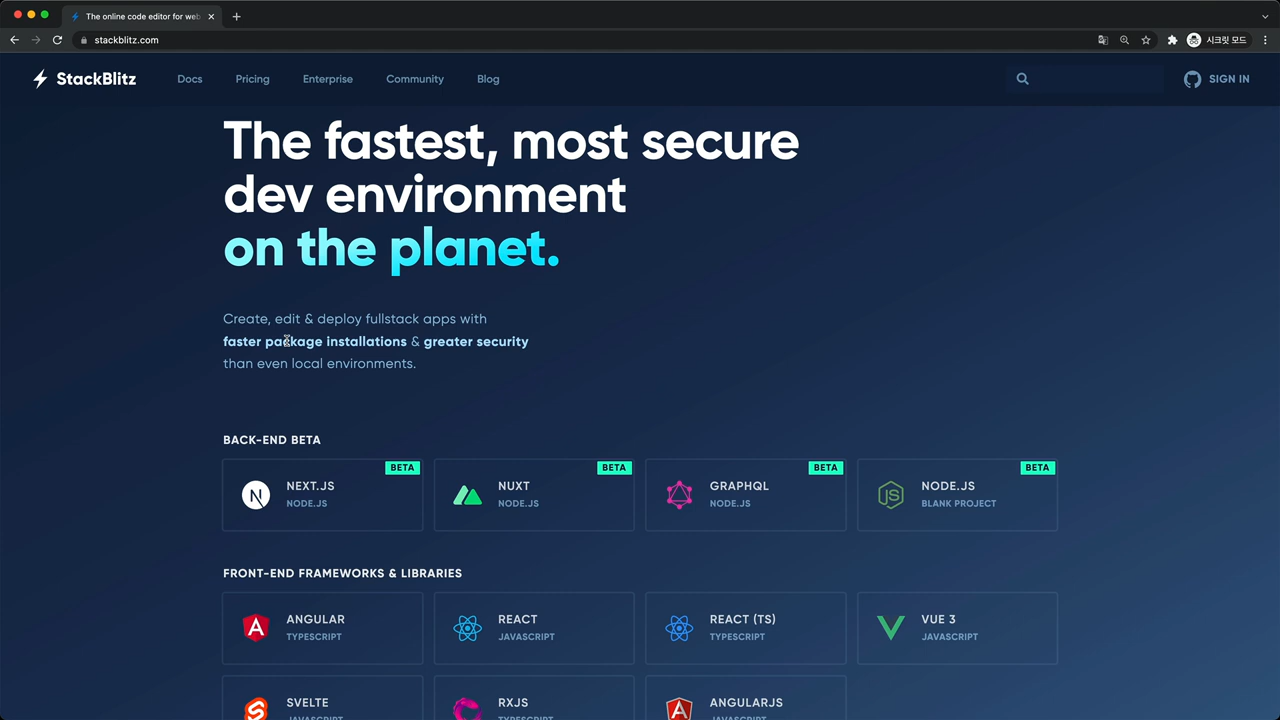 The online code editor for web
stackblitz.com
시크릿 모드
StackBlitz
Docs
Pricing
Enterprise
Community
Blog
SIGN IN
The fastest, most secure
dev environment
on the planet.
Create, edit & deploy fullstack apps with
faster package installations & greater security
than even local environments.
BACK-END BETA
BETA
NEXT.JS
NODE.JS
BETA
NUXT
NODE.JS
BETA
GRAPHQL
NODE.JS
BETA
NODE.JS
BLANK PROJECT
FRONT-END FRAMEWORKS & LIBRARIES
ANGULAR
TYPESCRIPT
REACT
JAVASCRIPT
REACT (TS)
TYPESCRIPT
VUE 3
JAVASCRIPT
SVELTE
JAVASCRIPT
RXJS
TYPESCRIPT
ANGULARJS
JAVASCRIPT